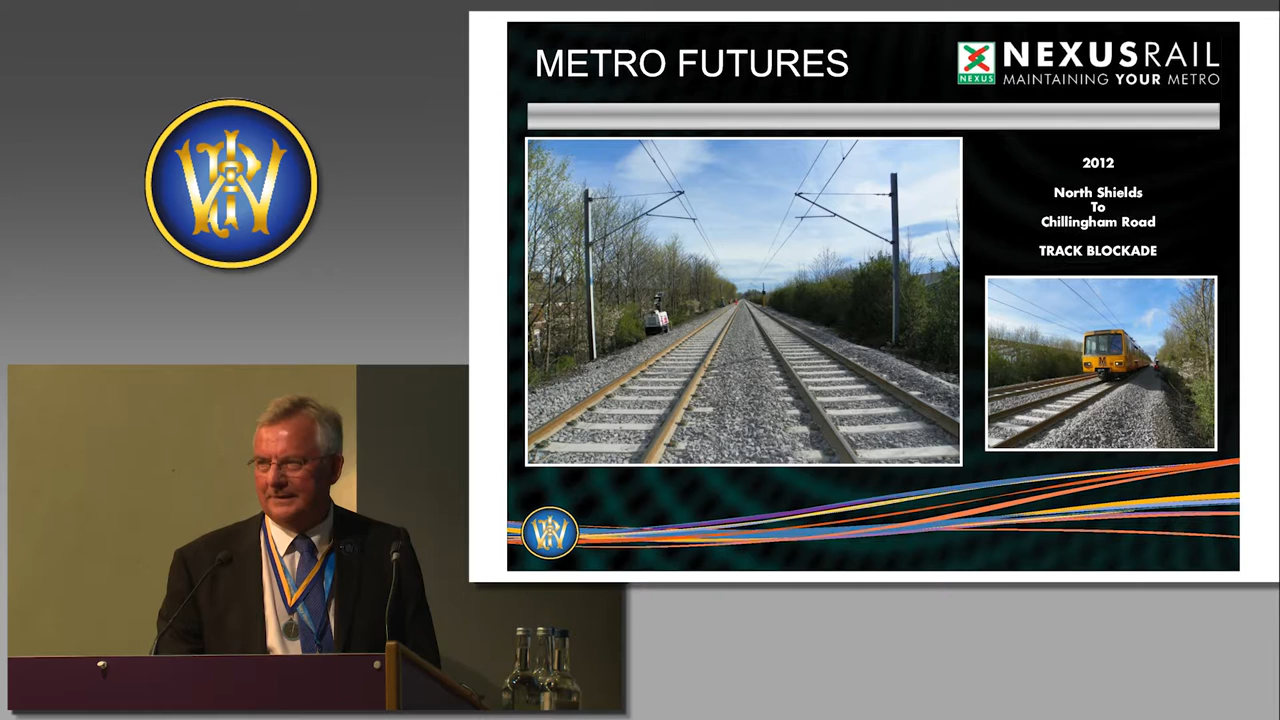 METRO FUTURES
NEXUS
NEXUSRAIL
MAINTAINING YOUR METRO
2012
North Shields
To
Chillingham Road
TRACK BLOCKADE
M